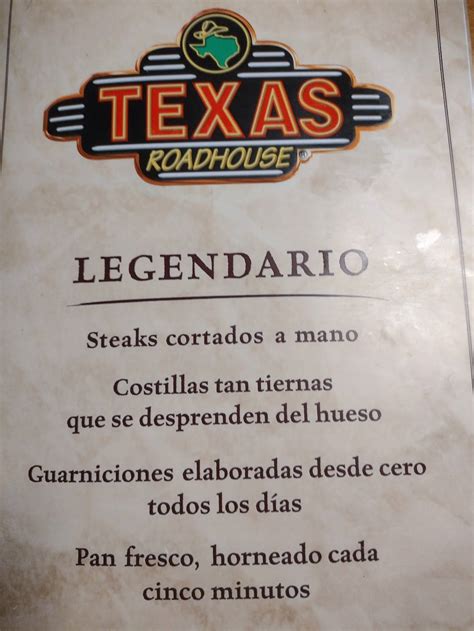 TEXAS
ROADHOUSE®
LEGENDARIO
Steaks cortados a mano
Costillas tan tiernas
que se desprenden del hueso
Guarniciones elaboradas desde cero
todos los días
Pan fresco, horneado cada
cinco minutos